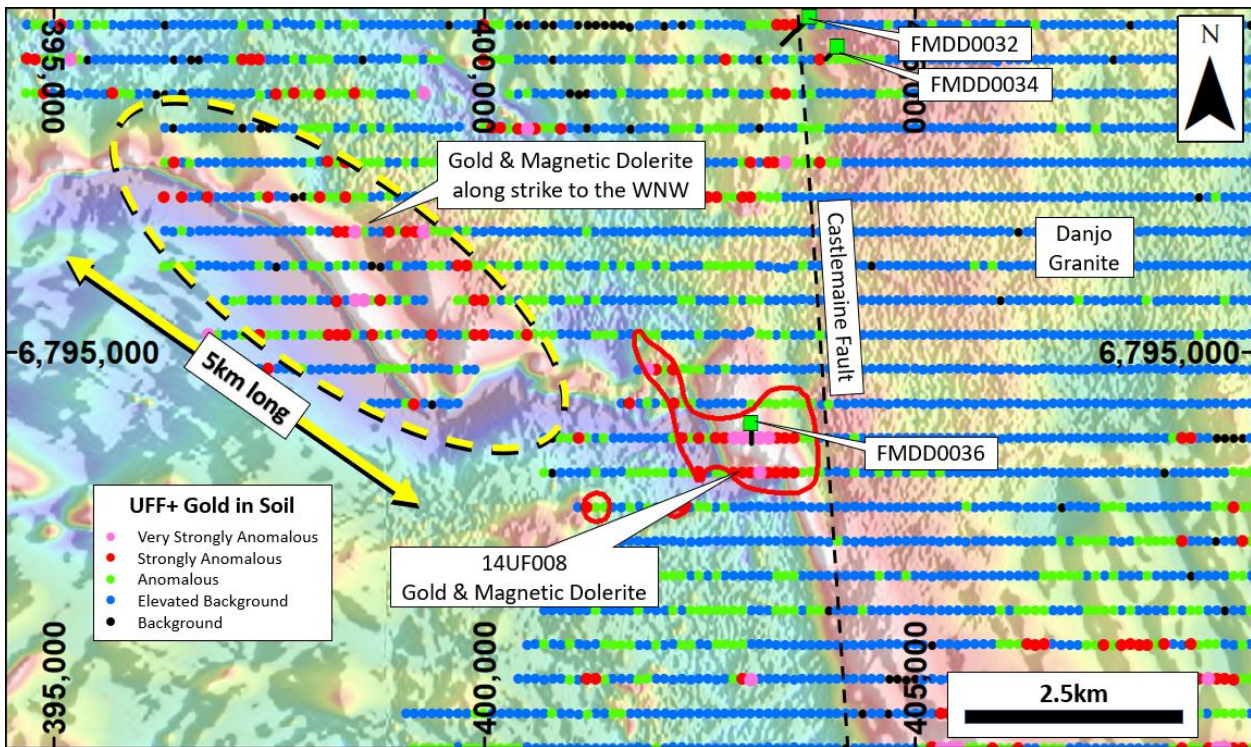 395,000
400,000
405,000
N
FMDD0032
FMDD0034
Gold & Magnetic Dolerite
along strike to the WNW
Castlemaine Fault
Danjo
Granite
6,795,000
6,795,000
5km long
FMDD0036
UFF+ Gold in Soil
Very Strongly Anomalous
Strongly Anomalous
Anomalous
Elevated Background
Background
14UF008
Gold & Magnetic Dolerite
395,000
400,000
405,000
2.5km